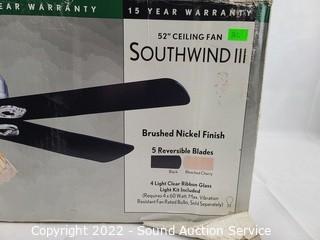 EAR WARRANTY
15 YEAR WARRANTY
52" CEILING FAN
SOUTHWIND III
Brushed Nickel Finish
5 Reversible Blades
Black
Bleached Cherry
4 Light Clear Ribbon Glass
Light Kit Included
(Requires 4 x 60 Watt Max. Vibration
Resistant Fan Rated Bulbs, Sold Separately)
Copyright 2022 - Sound Auction Service